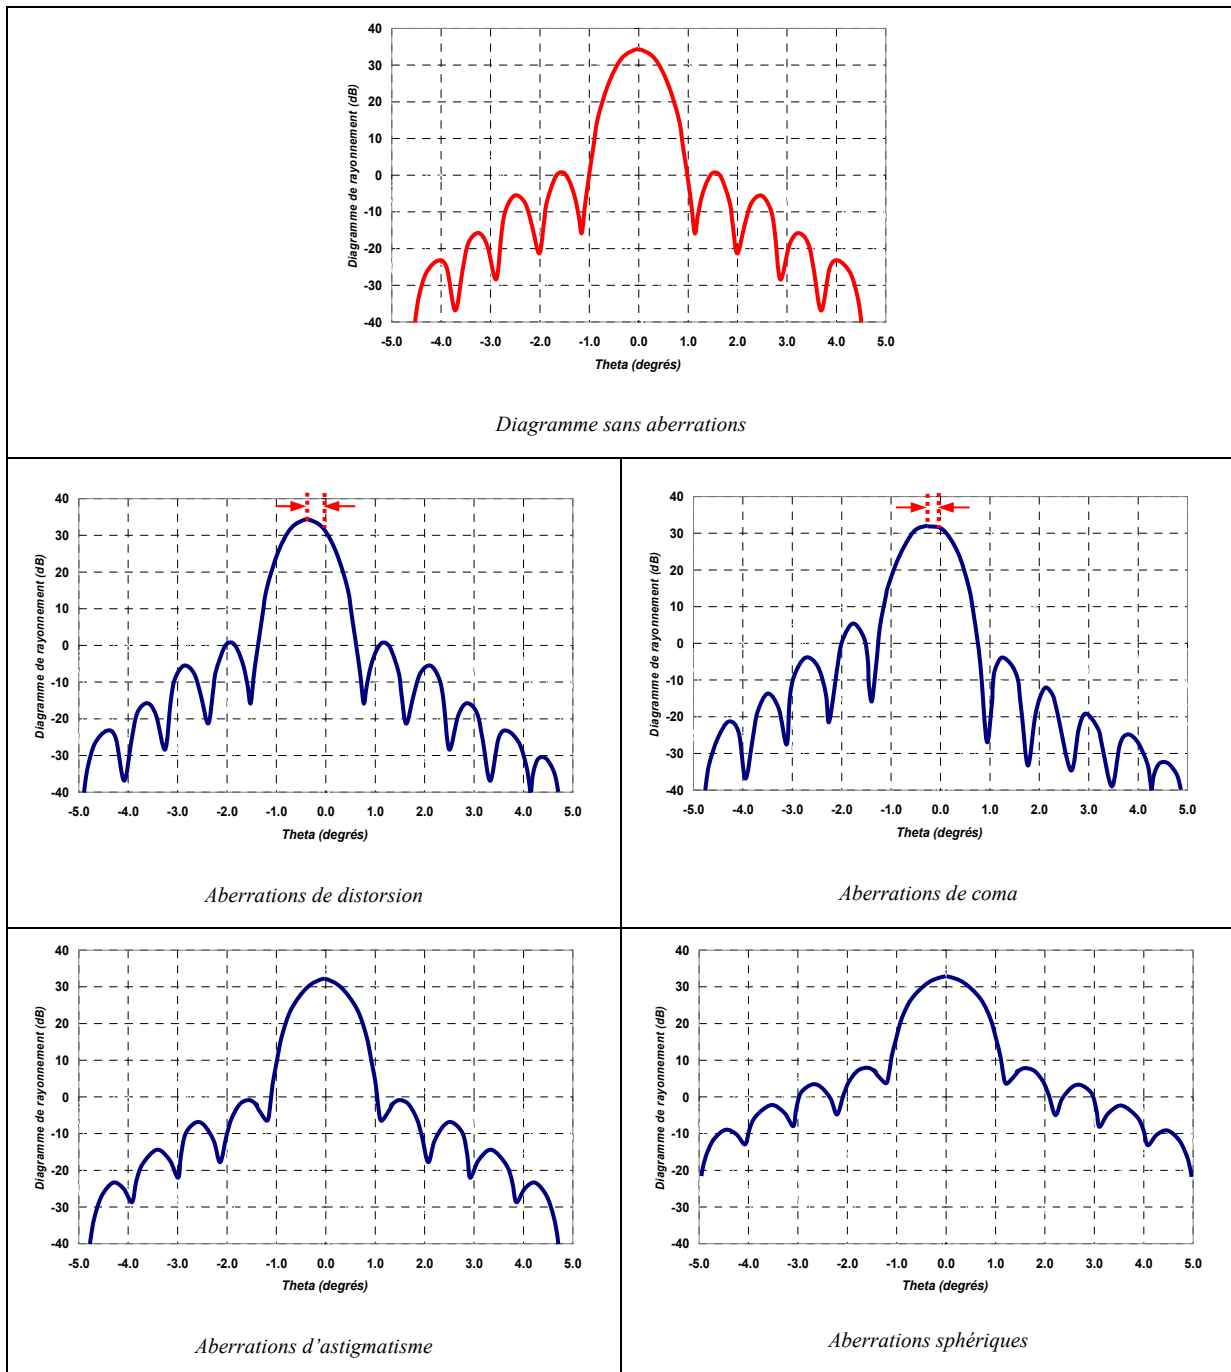 40
30
20
10
0
-10
-20
-30
-40
Diagramme de rayonnement (dB)
-5.0 -4.0 -3.0 -2.0 -1.0 0.0 1.0 2.0 3.0 4.0 5.0
Theta (degrés)
Diagramme sans aberrations
40
30
20
10
0
-10
-20
-30
-40
Diagramme de rayonnement (dB)
-5.0 -4.0 -3.0 -2.0 -1.0 0.0 1.0 2.0 3.0 4.0 5.0
Theta (degrés)
Aberrations de distorsion
40
30
20
10
0
-10
-20
-30
-40
Diagramme de rayonnement (dB)
-5.0 -4.0 -3.0 -2.0 -1.0 0.0 1.0 2.0 3.0 4.0 5.0
Theta (degrés)
Aberrations de coma
40
30
20
10
0
-10
-20
-30
-40
Diagramme de rayonnement (dB)
-5.0 -4.0 -3.0 -2.0 -1.0 0.0 1.0 2.0 3.0 4.0 5.0
Theta (degrés)
Aberrations d’astigmatisme
40
30
20
10
0
-10
-20
-30
-40
Diagramme de rayonnement (dB)
-5.0 -4.0 -3.0 -2.0 -1.0 0.0 1.0 2.0 3.0 4.0 5.0
Theta (degrés)
Aberrations sphériques